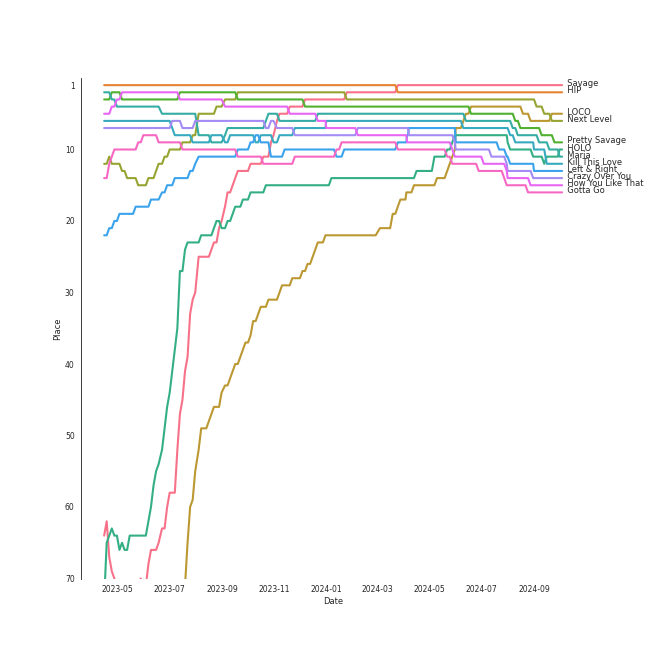 1
10
20
30
40
50
60
70
Place
2023-05
2023-07
2023-09
2023-11
2024-01
2024-03
2024-05
2024-07
2024-09
Date
Savage
HIP
LOCO
Next Level
Pretty Savage
HOLO
Maria
Kill This Love
Left & Right
Crazy Over You
How You Like That
Gotta Go